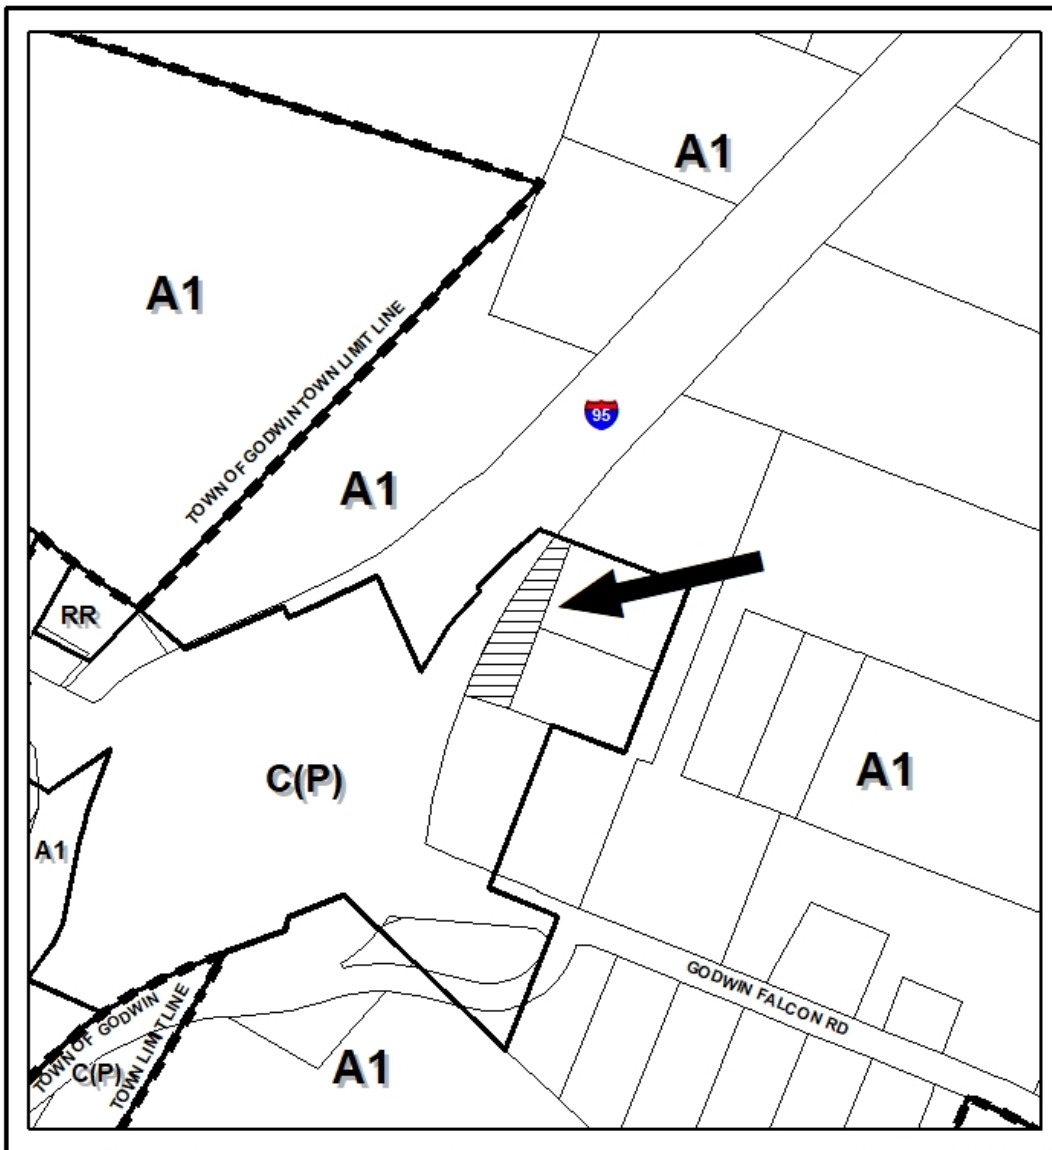 A1
A1
TOWN OF GODWIN TOWN LIMIT LINE
95
A1
RR
C(P)
A1
A1
GODWIN FALCON RD
TOWN OF GODWIN
TOWN LIMIT LINE
C(P)
A1